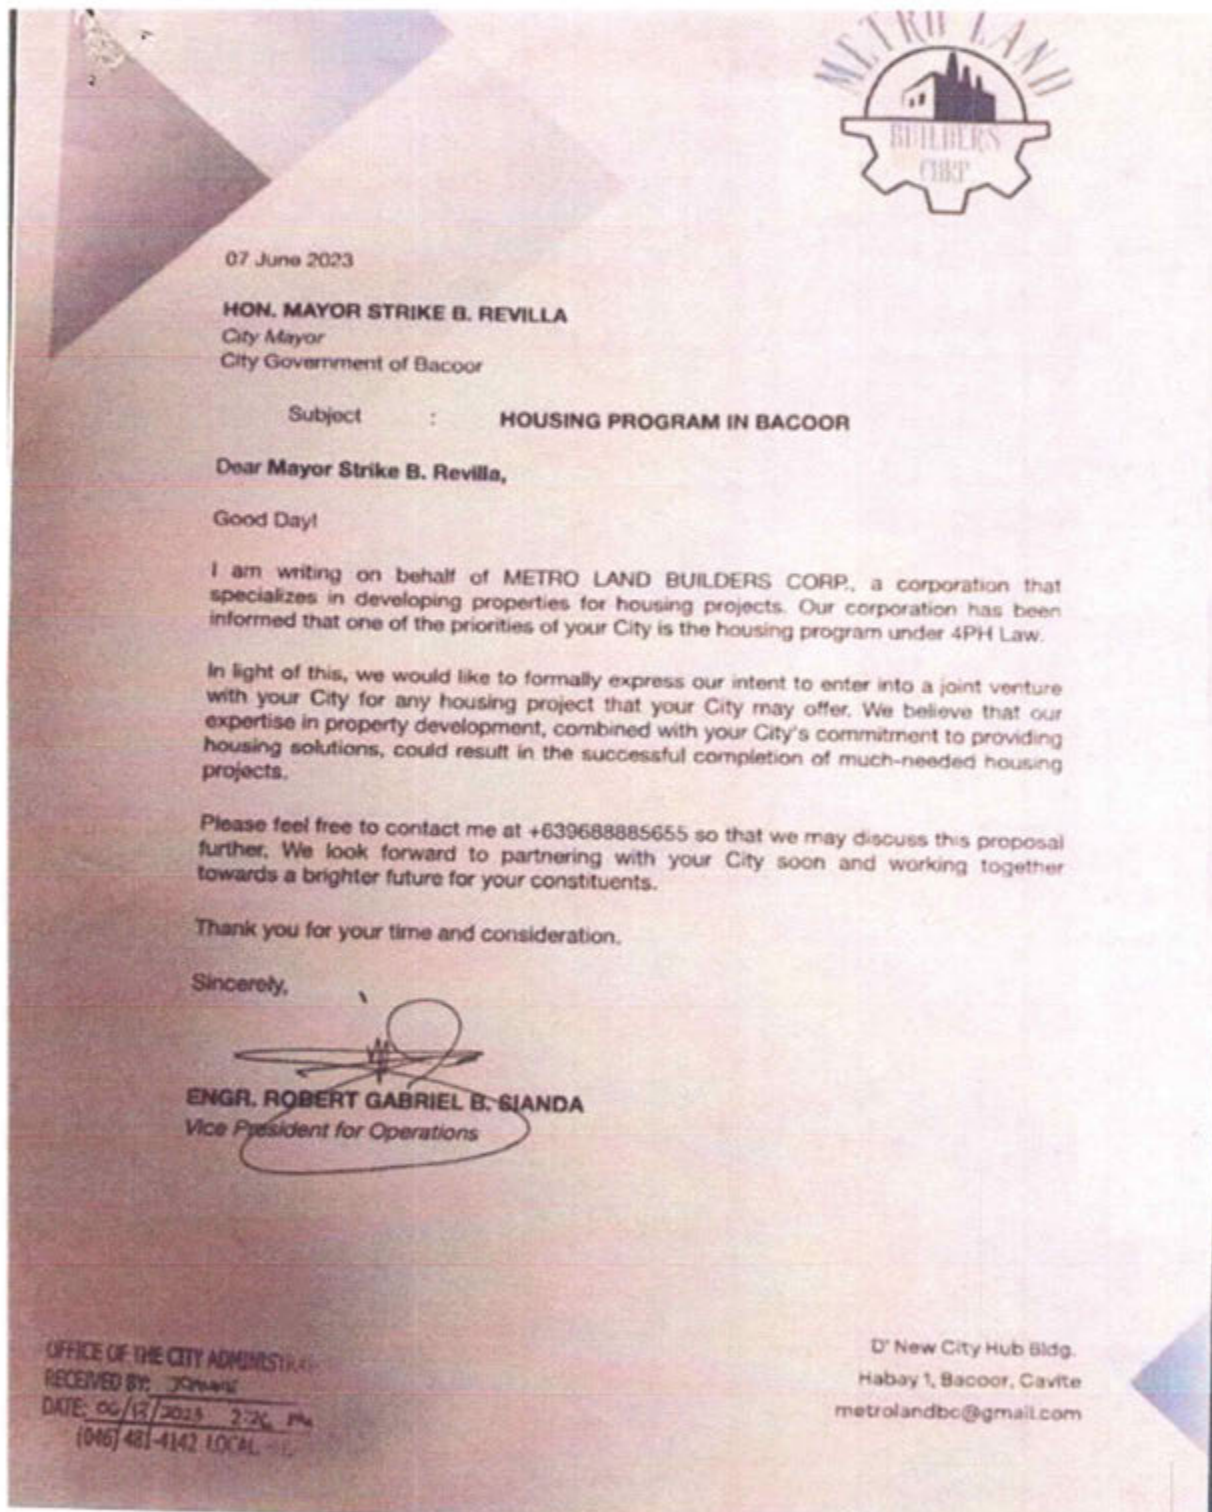 METRO LAND
BUILBERS
CORP
07 June 2023
HON. MAYOR STRIKE B. REVILLA
City Mayor
City Government of Bacoor
Subject : HOUSING PROGRAM IN BACOOR
Dear Mayor Strike B. Revilla,
Good Day!
I am writing on behalf of METRO LAND BUILDERS CORP., a corporation that
specializes in developing properties for housing projects. Our corporation has been
informed that one of the priorities of your City is the housing program under 4PH Law.
In light of this, we would like to formally express our intent to enter into a joint venture
with your City for any housing project that your City may offer. We believe that our
expertise in property development, combined with your City's commitment to providing
housing solutions, could result in the successful completion of much-needed housing
projects.
Please feel free to contact me at +639688885655 so that we may discuss this proposal
further. We look forward to partnering with your City soon and working together
towards a brighter future for your constituents.
Thank you for your time and consideration.
Sincerely,
ENGR. ROBERT GABRIEL B. SIANDA
Vice President for Operations
OFFICE OF THE CITY
RECEIVED BY:
DATE: 06/13/2023 2:26 PM
(046) 481-4142 LOCAL
D' New City Hub Bldg.
Habay 1, Bacoor, Cavite
metrolandbc@gmail.com